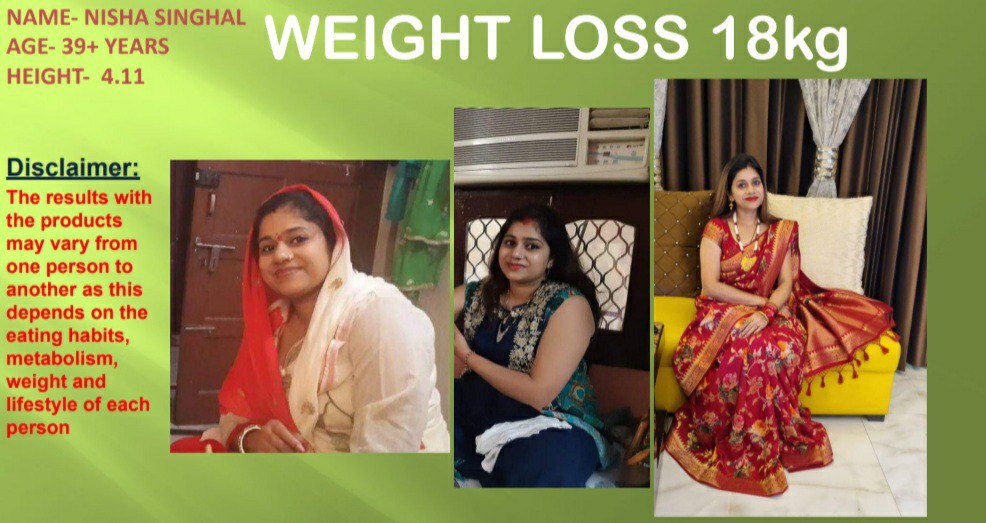 NAME- NISHA SINGHAL
AGE- 39+ YEARS
HEIGHT-  4.11
WEIGHT LOSS 18kg
Disclaimer:
The results with
the products
may vary from
one person to
another as this
depends on the
eating habits,
metabolism,
weight and
lifestyle of each
person